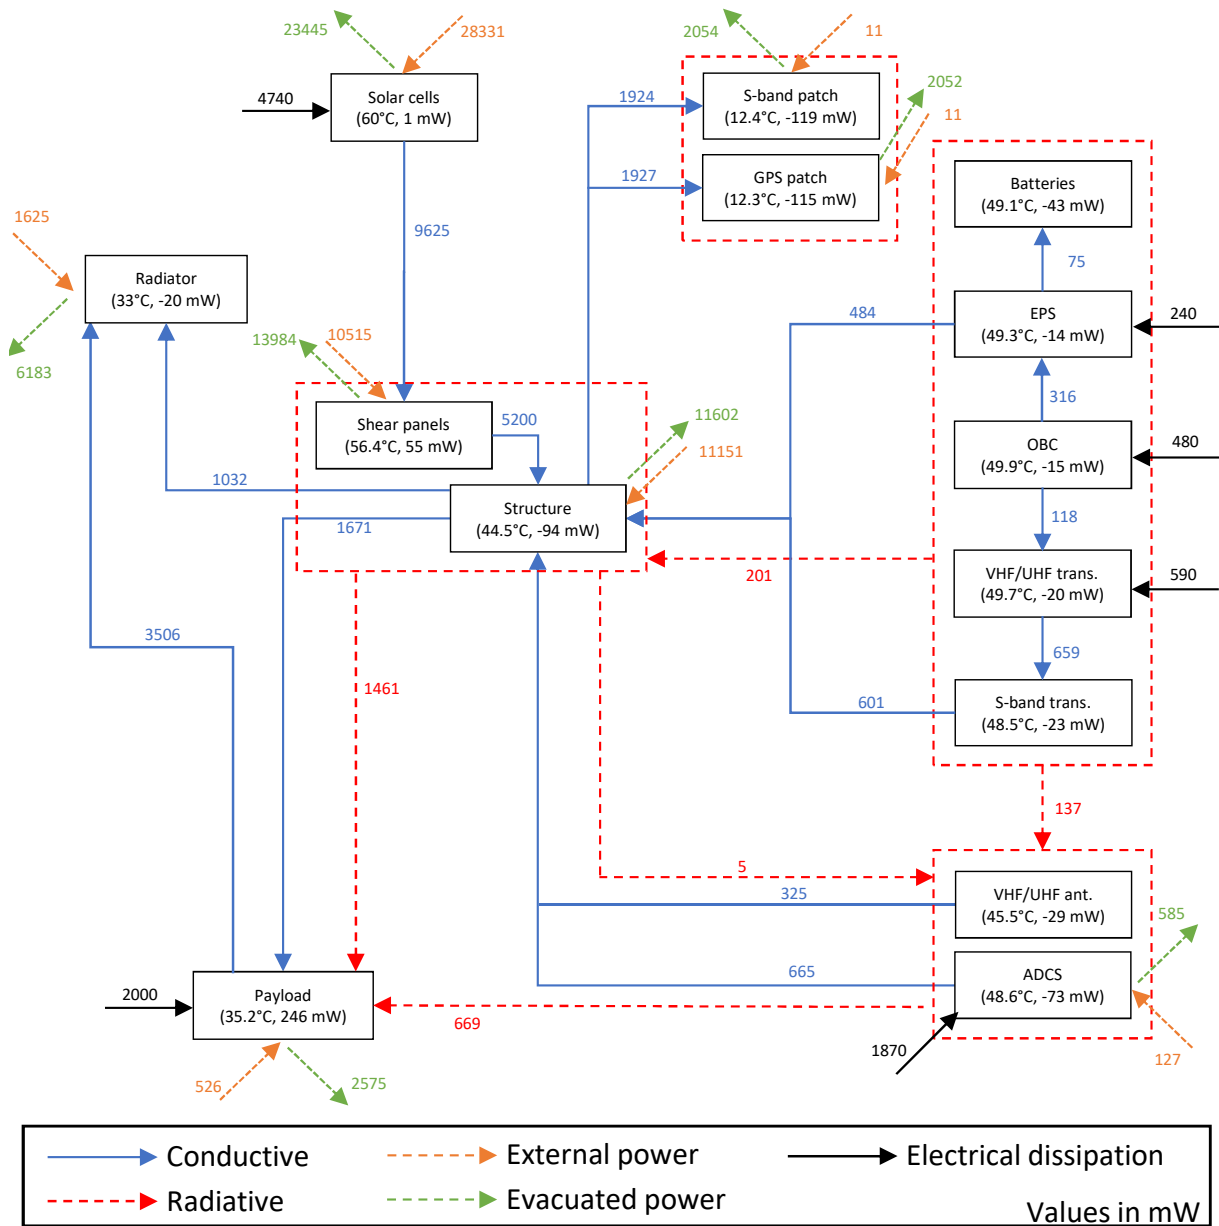 23445
28331
2054
11
4740
Solar cells
(60°C, 1 mW)
1924
S-band patch
(12.4°C, -119 mW)
2052
11
1927
GPS patch
(12.3°C, -115 mW)
Batteries
(49.1°C, -43 mW)
1625
9625
75
Radiator
(33°C, -20 mW)
484
EPS
(49.3°C, -14 mW)
240
13984
10515
6183
316
Shear panels
(56.4°C, 55 mW)
5200
11602
11151
OBC
(49.9°C, -15 mW)
480
1032
1671
Structure
(44.5°C, -94 mW)
118
201
VHF/UHF trans.
(49.7°C, -20 mW)
590
3506
659
1461
601
S-band trans.
(48.5°C, -23 mW)
137
5
325
VHF/UHF ant.
(45.5°C, -29 mW)
585
665
ADCS
(48.6°C, -73 mW)
2000
Payload
(35.2°C, 246 mW)
669
1870
127
526
2575
Conductive
External power
Electrical dissipation
Radiative
Evacuated power
Values in mW